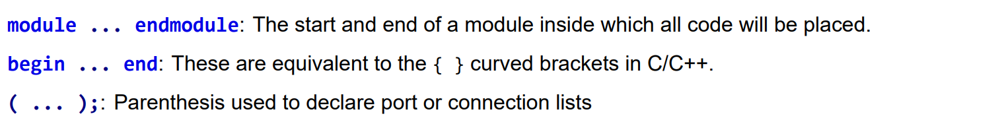 module ... endmodule: The start and end of a module inside which all code will be placed.
begin ... end: These are equivalent to the { } curved brackets in C/C++.
( ... );: Parenthesis used to declare port or connection lists